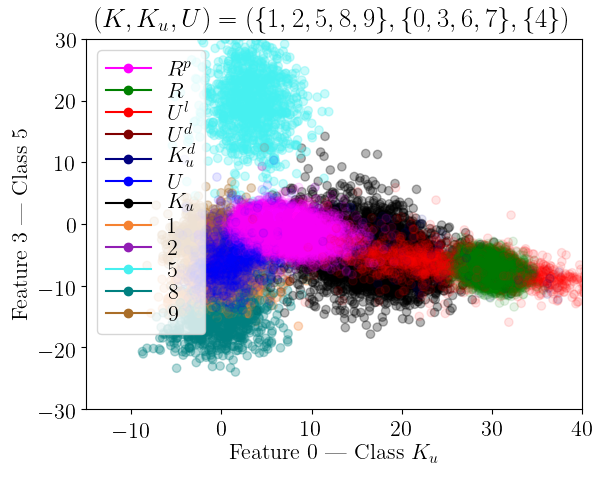 (K, K_u, U) = ({1, 2, 5, 8, 9}, {0, 3, 6, 7}, {4})
30
20
10
0
−10
−20
−30
Feature 3 — Class 5
R^p
R
U^l
U^d
K_u^d
U
K_u
1
2
5
8
9
−10
0
10
20
30
40
Feature 0 — Class K_u